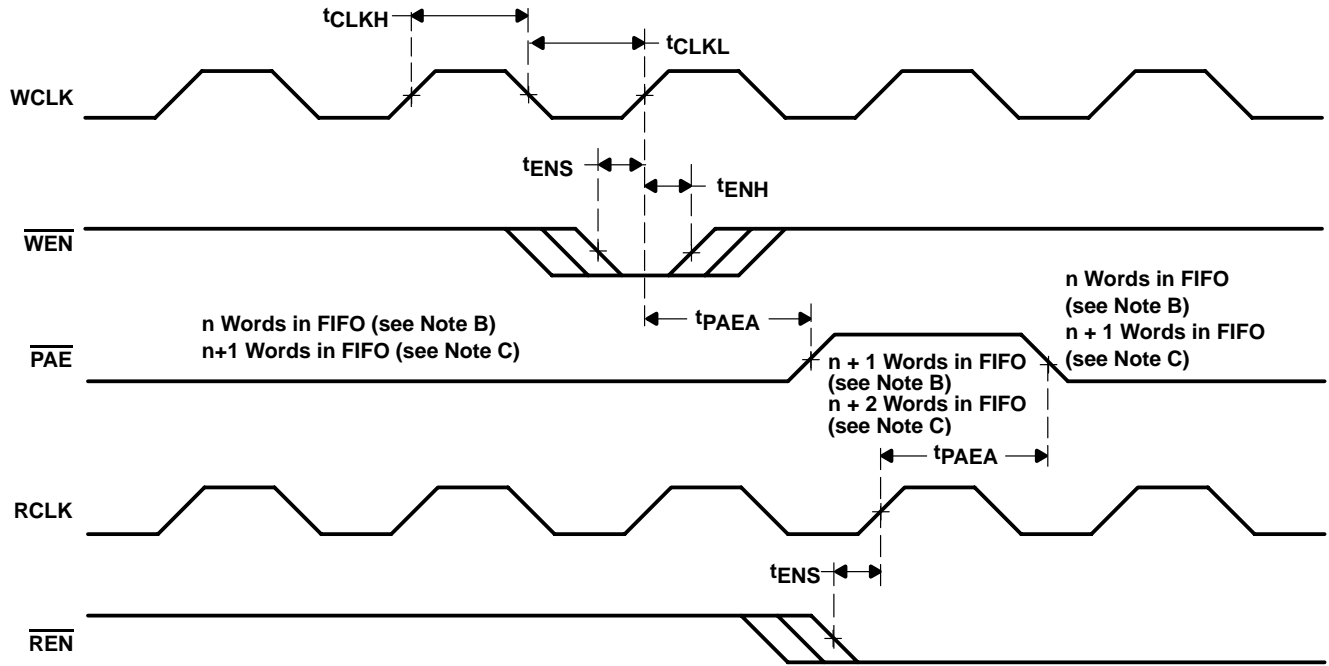 tCLKH
tCLKL
WCLK
tENS
tENH
WEN
n Words in FIFO (see Note B)
n+1 Words in FIFO (see Note C)
tPAEA
n Words in FIFO
(see Note B)
n + 1 Words in FIFO
(see Note C)
PAE
n + 1 Words in FIFO
(see Note B)
n + 2 Words in FIFO
(see Note C)
tPAEA
RCLK
tENS
REN